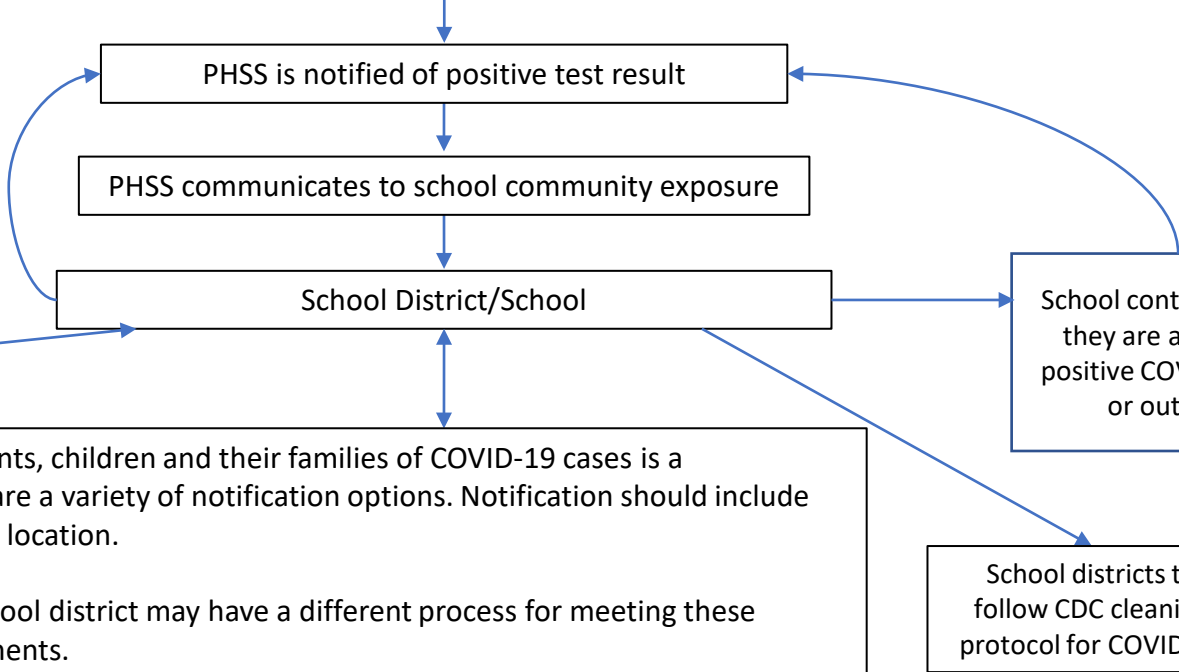 PHSS is notified of positive test result
PHSS communicates to school community exposure
School District/School
School cont
they are a
positive COV
or out
nts, children and their families of COVID-19 cases is a
are a variety of notification options. Notification should include
location.
ool district may have a different process for meeting these
nents.
School districts t
follow CDC cleani
protocol for COVID